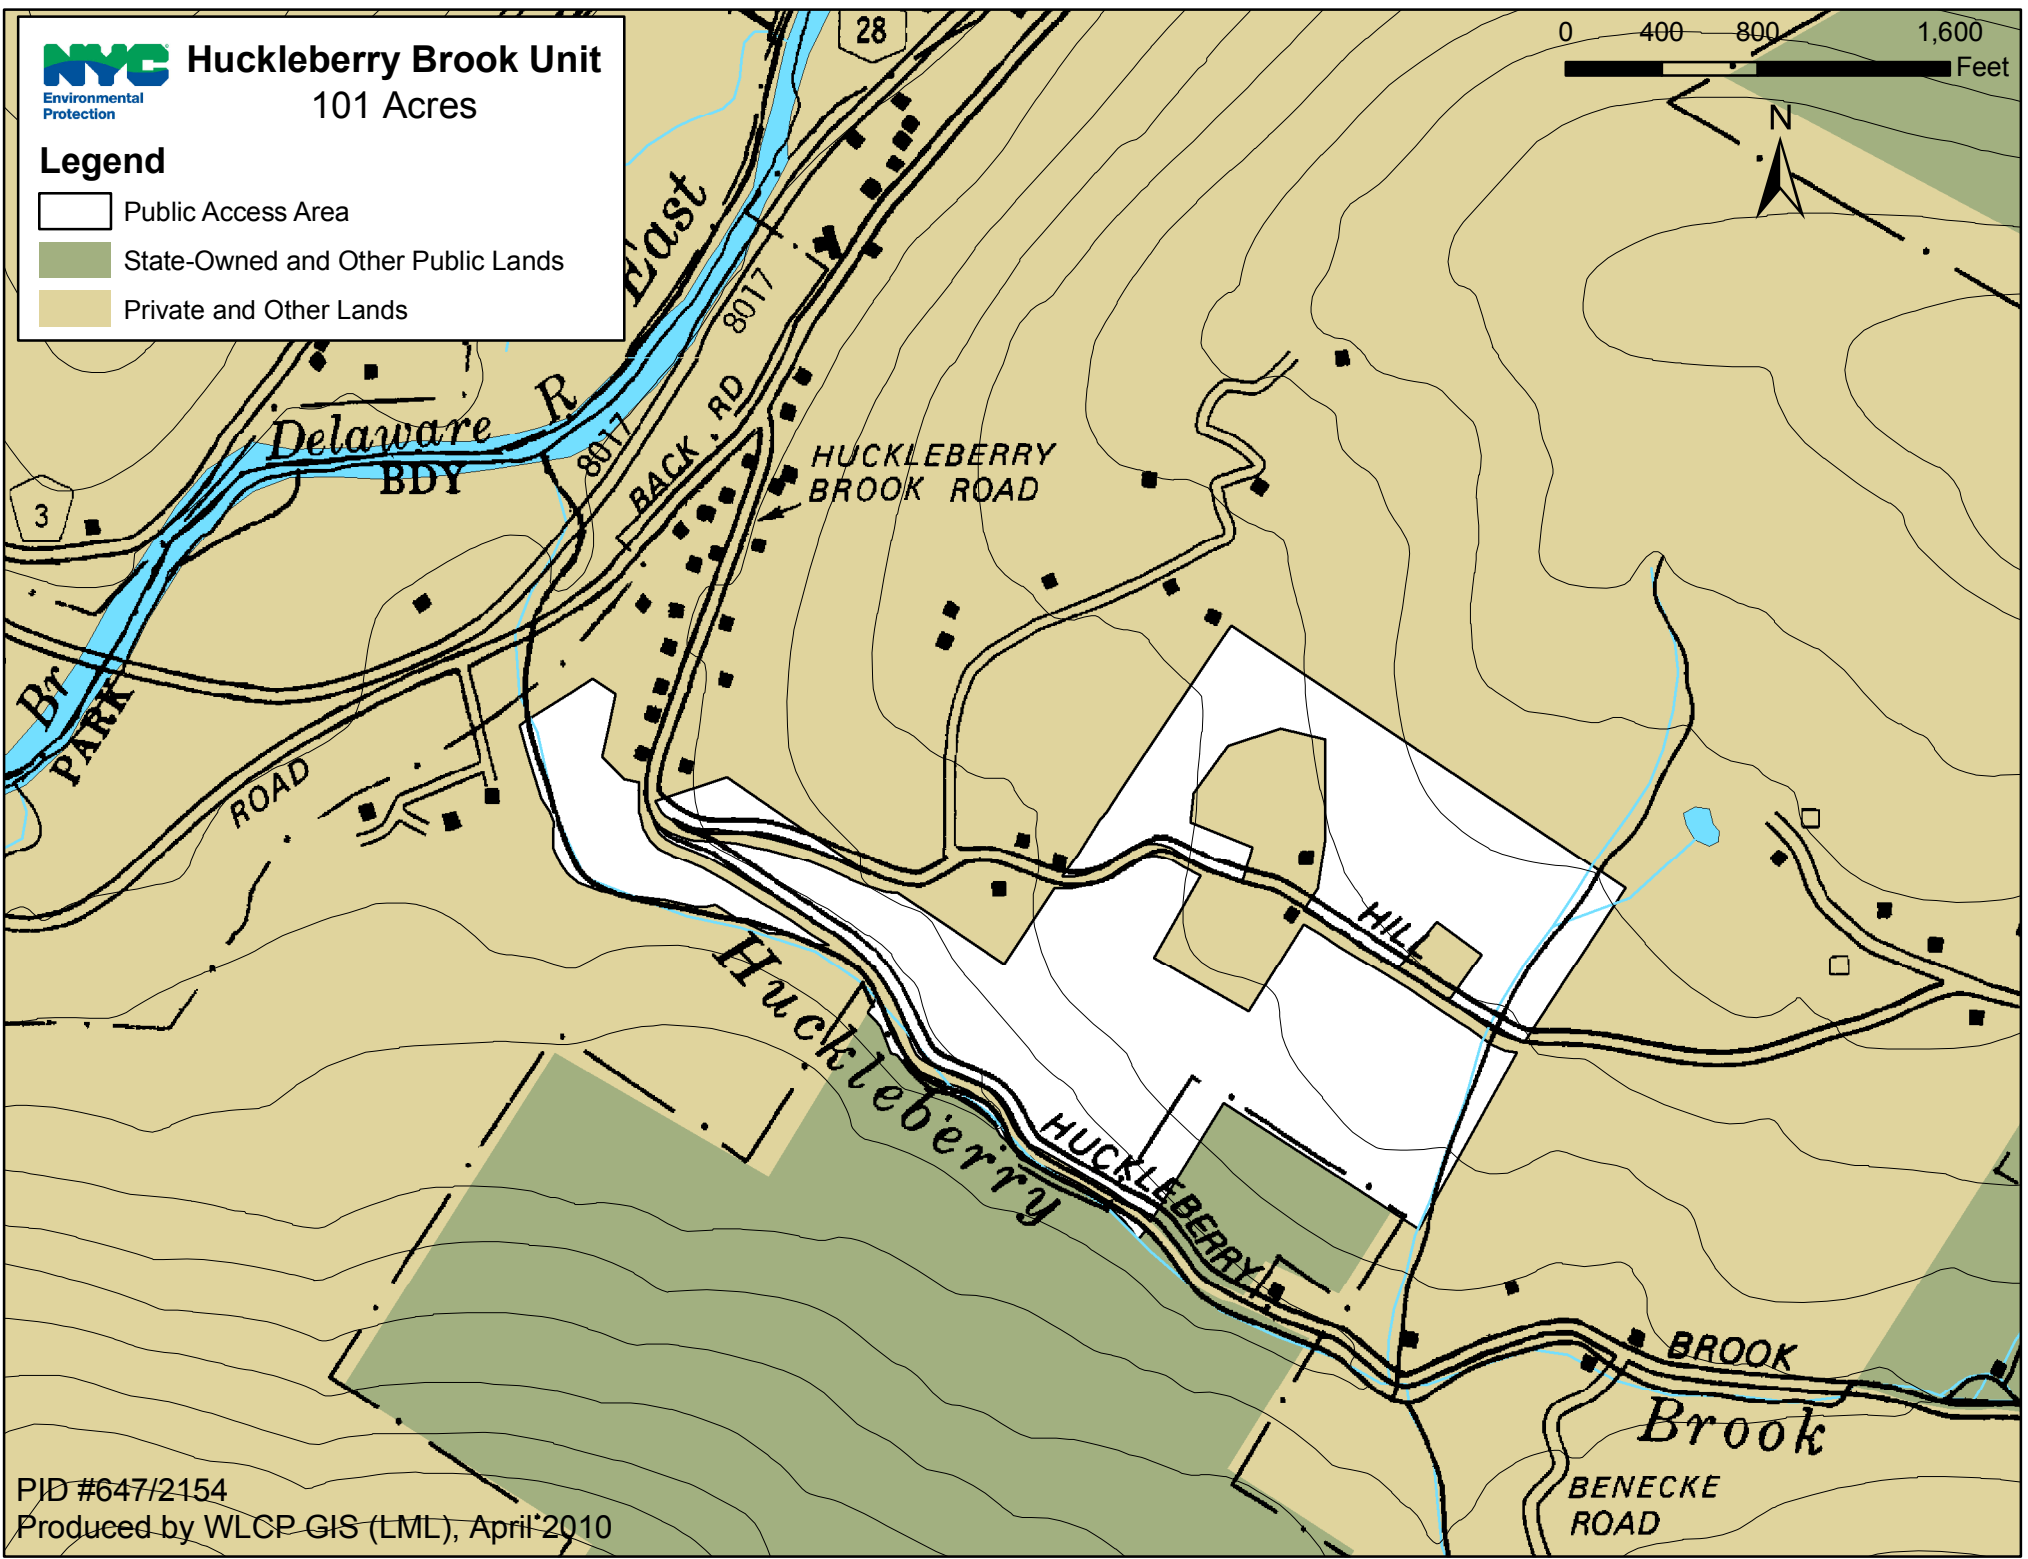 NYC
Environmental
Protection
Huckleberry Brook Unit
101 Acres
Legend
Public Access Area
State-Owned and Other Public Lands
Private and Other Lands
28
0 400 800 1,600
Feet
N
East
8017
Delaware
R
BDY
8017
BACK RD
HUCKLEBERRY
BROOK ROAD
3
Br
PARK
ROAD
HILL
Huckleberry
HUCKLEBERRY
BROOK
Brook
BENECKE
ROAD
PID #647/2154
Produced by WLCP GIS (LML), April 2010